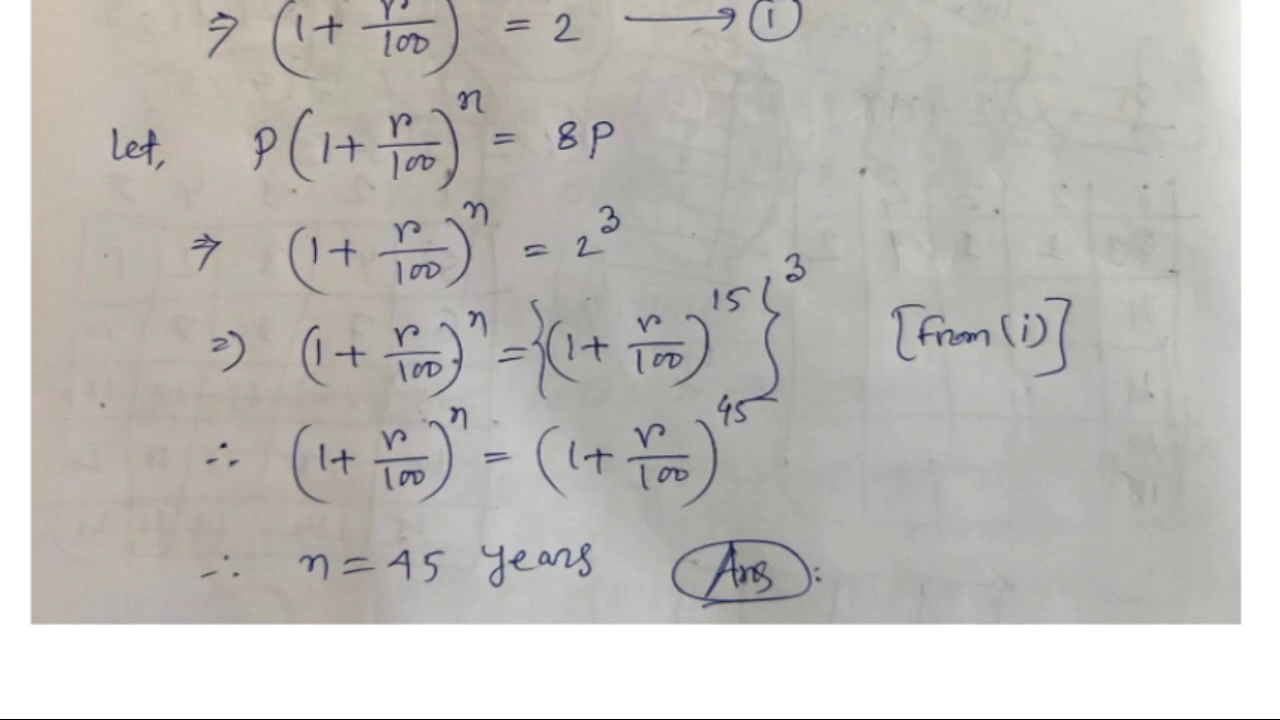 ⇒ (1 + r/100) = 2 ⟶ ①
Let, P(1 + r/100)^n = 8P
⇒ (1 + r/100)^n = 2^3
⇒ (1 + r/100)^n = {(1 + r/100)^15}^3 [From (i)]
∴ (1 + r/100)^n = (1 + r/100)^45
∴ n = 45 years Ans: